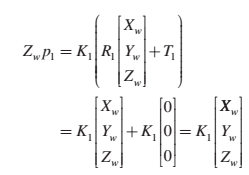 Z_w p_1 = K_1 ( R_1 [ X_w Y_w Z_w ] + T_1 )
= K_1 [ X_w Y_w Z_w ] + K_1 [ 0 0 0 ] = K_1 [ X_w Y_w Z_w ]